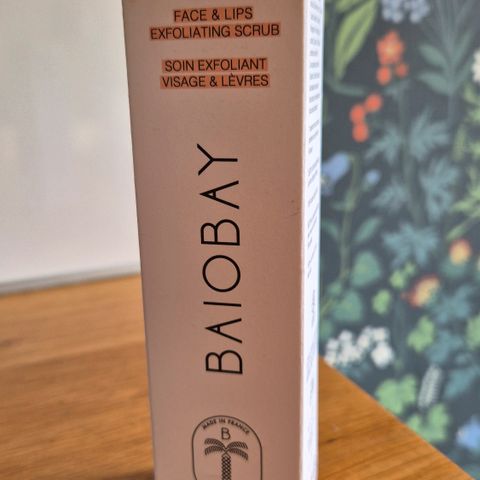 FACE & LIPS
EXFOLIATING SCRUB
SOIN EXFOLIANT
VISAGE & LÈVRES
BAIOBAY
MADE IN FRANCE
B